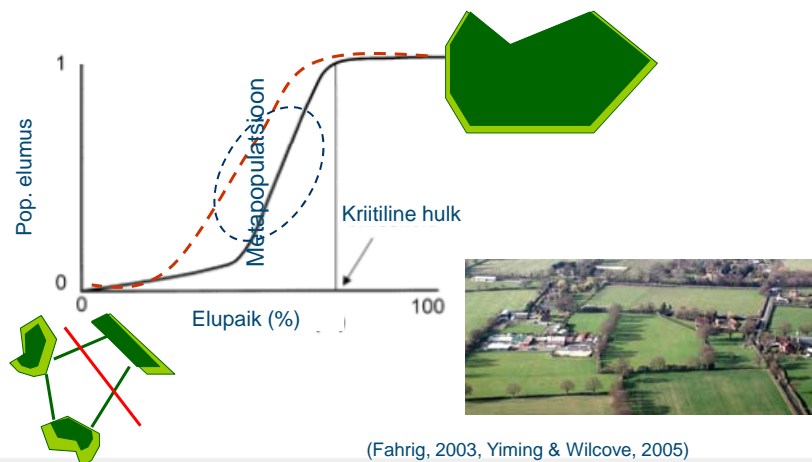 1
Pop. elumus
Metapopulatsioon
Kriitiline hulk
0
0
100
Elupaik (%)
(Fahrig, 2003, Yiming & Wilcove, 2005)